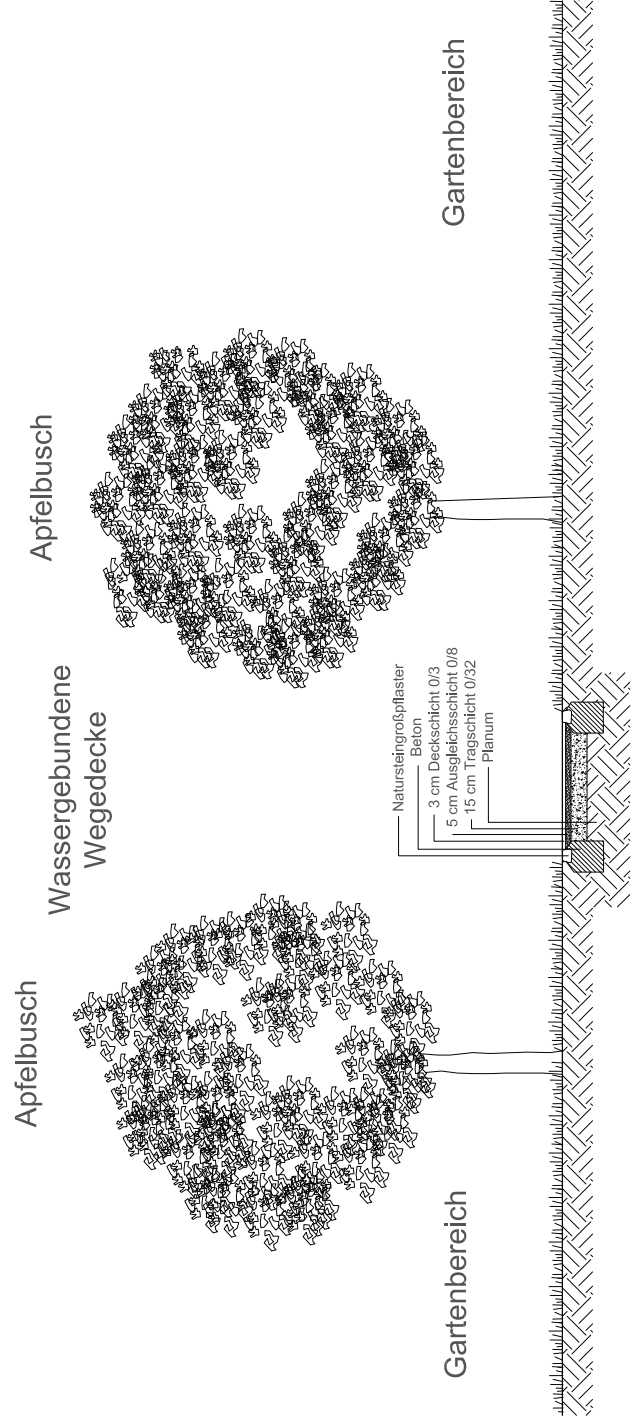 Apfelbusch
Wassergebundene
Wegedecke
Apfelbusch
Natursteingroßpflaster
Beton
3 cm Deckschicht 0/3
5 cm Ausgleichsschicht 0/8
15 cm Tragschicht 0/32
Planum
Gartenbereich
Gartenbereich